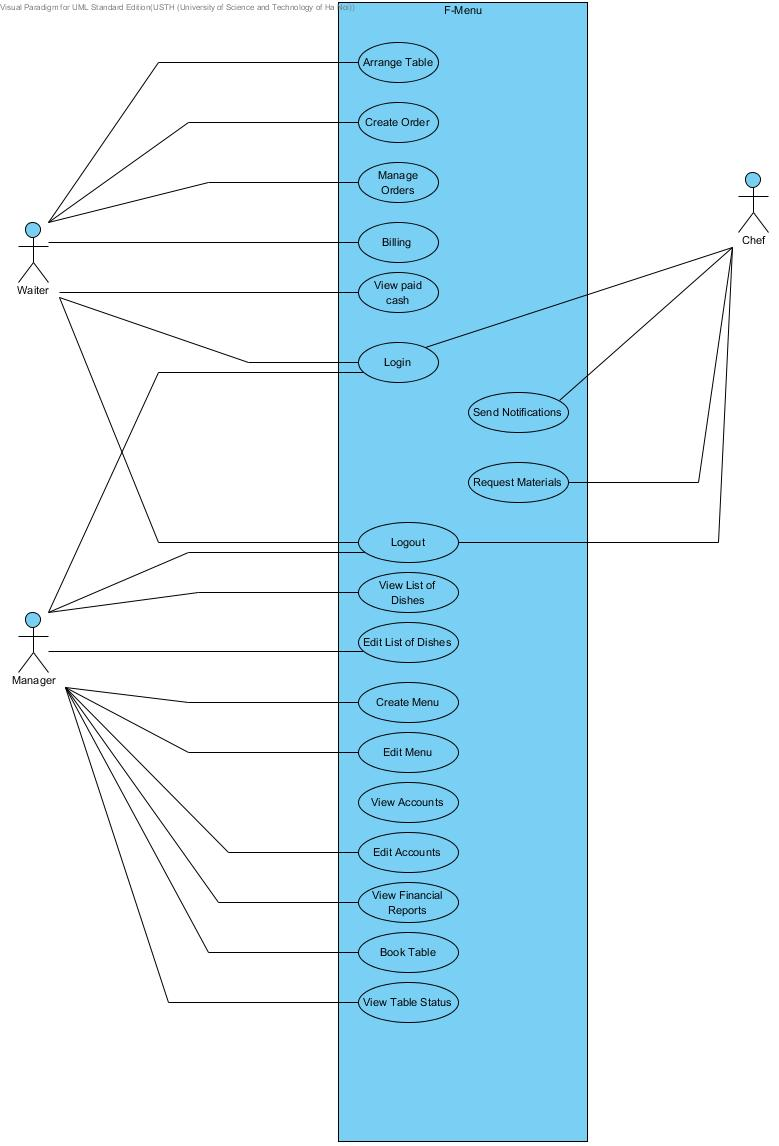 Visual Paradigm for UML Standard Edition(USTH (University of Science and Technology of Ha Noi))
F-Menu
Arrange Table
Create Order
Manage
Orders
Billing
View paid
cash
Login
Send Notifications
Request Materials
Logout
View List of
Dishes
Edit List of Dishes
Create Menu
Edit Menu
View Accounts
Edit Accounts
View Financial
Reports
Book Table
View Table Status
Waiter
Manager
Chef